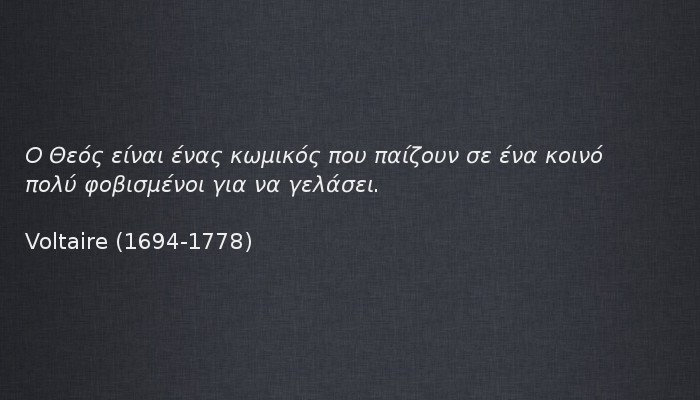 Ο Θεός είναι ένας κωμικός που παίζουν σε ένα κοινό
πολύ φοβισμένοι για να γελάσει.
Voltaire (1694-1778)